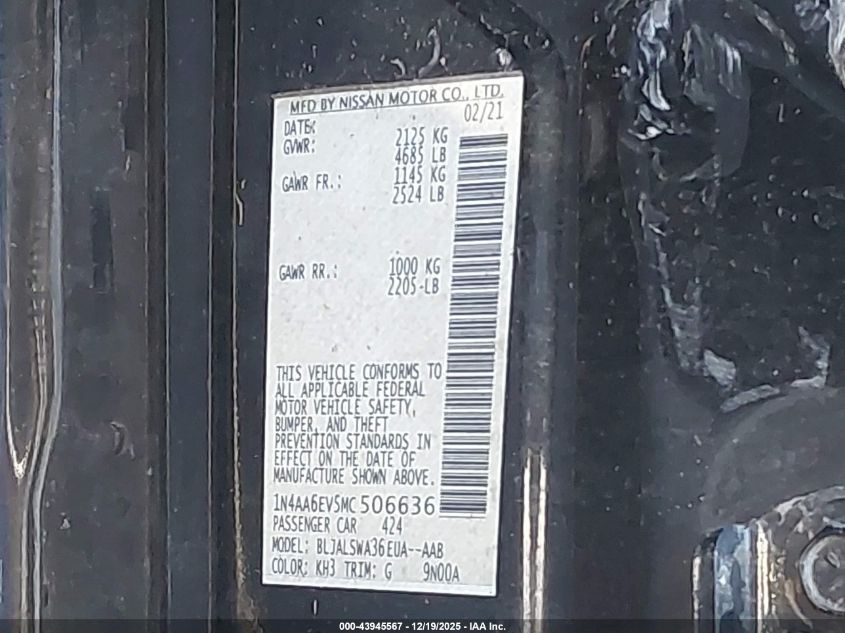 MFD BY NISSAN MOTOR CO., LTD.
DATE: 02/21
GVWR: 2125 KG
4685 LB
GAWR FR.: 1145 KG
2524 LB
GAWR RR.: 1000 KG
2205 LB
THIS VEHICLE CONFORMS TO
ALL APPLICABLE FEDERAL
MOTOR VEHICLE SAFETY,
BUMPER, AND THEFT
PREVENTION STANDARDS IN
EFFECT ON THE DATE OF
MANUFACTURE SHOWN ABOVE.
1N4AA6EV5MC506636
PASSENGER CAR 424
MODEL: BLJALSWA36EUA--AAB
COLOR: KH3 TRIM: G 9N00A
000-43945567 - 12/19/2025 - IAA Inc.